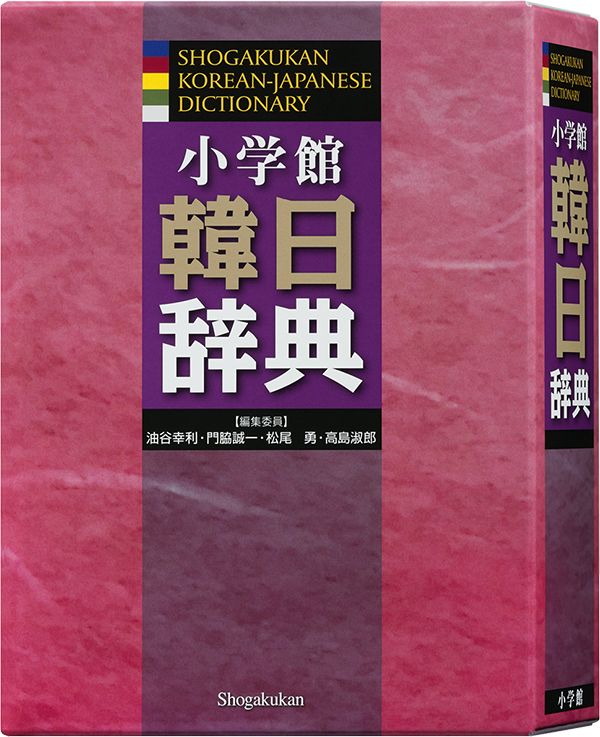 SHOGAKUKAN
KOREAN-JAPANESE
DICTIONARY
小学館
韓日
辞典
【編集委員】
油谷幸利・門脇誠一・松尾　勇・高島淑郎
Shogakukan
SHOGAKUKAN
KOREAN-JAPANESE
DICTIONARY
小学館
韓日
辞典
小学館